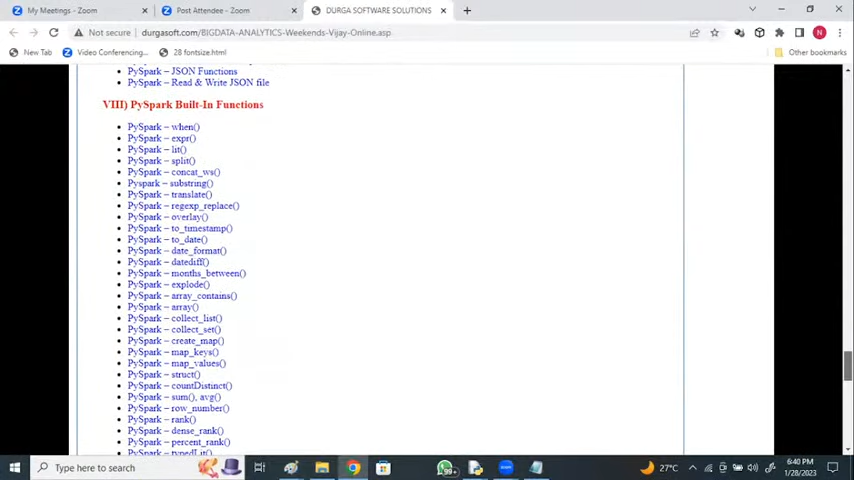 My Meetings - Zoom
Post Attendee - Zoom
DURGA SOFTWARE SOLUTIONS
Not secure
durgasoft.com/BIGDATA-ANALYTICS-Weekends-Vijay-Online.asp
New Tab
Video Conferencing...
28 fontsize.html
Other bookmarks
PySpark – JSON Functions
PySpark – Read & Write JSON file
VIII) PySpark Built-In Functions
PySpark – when()
PySpark – expr()
PySpark – lit()
PySpark – split()
PySpark – concat_ws()
Pyspark – substring()
PySpark – translate()
PySpark – regexp_replace()
PySpark – overlay()
PySpark – to_timestamp()
PySpark – to_date()
PySpark – date_format()
PySpark – datediff()
PySpark – months_between()
PySpark – explode()
PySpark – array_contains()
PySpark – array()
PySpark – collect_list()
PySpark – collect_set()
PySpark – create_map()
PySpark – map_keys()
PySpark – map_values()
PySpark – struct()
PySpark – countDistinct()
PySpark – sum(), avg()
PySpark – row_number()
PySpark – rank()
PySpark – dense_rank()
PySpark – percent_rank()
PySpark – typedLit()
Type here to search
99+
27°C
6:40 PM
1/28/2023
N